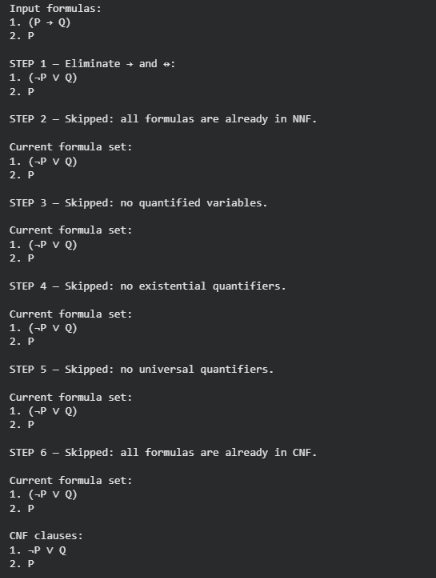 Input formulas:
1. (P → Q)
2. P
STEP 1 — Eliminate → and ↔:
1. (¬P ∨ Q)
2. P
STEP 2 — Skipped: all formulas are already in NNF.
Current formula set:
1. (¬P ∨ Q)
2. P
STEP 3 — Skipped: no quantified variables.
Current formula set:
1. (¬P ∨ Q)
2. P
STEP 4 — Skipped: no existential quantifiers.
Current formula set:
1. (¬P ∨ Q)
2. P
STEP 5 — Skipped: no universal quantifiers.
Current formula set:
1. (¬P ∨ Q)
2. P
STEP 6 — Skipped: all formulas are already in CNF.
Current formula set:
1. (¬P ∨ Q)
2. P
CNF clauses:
1. ¬P ∨ Q
2. P